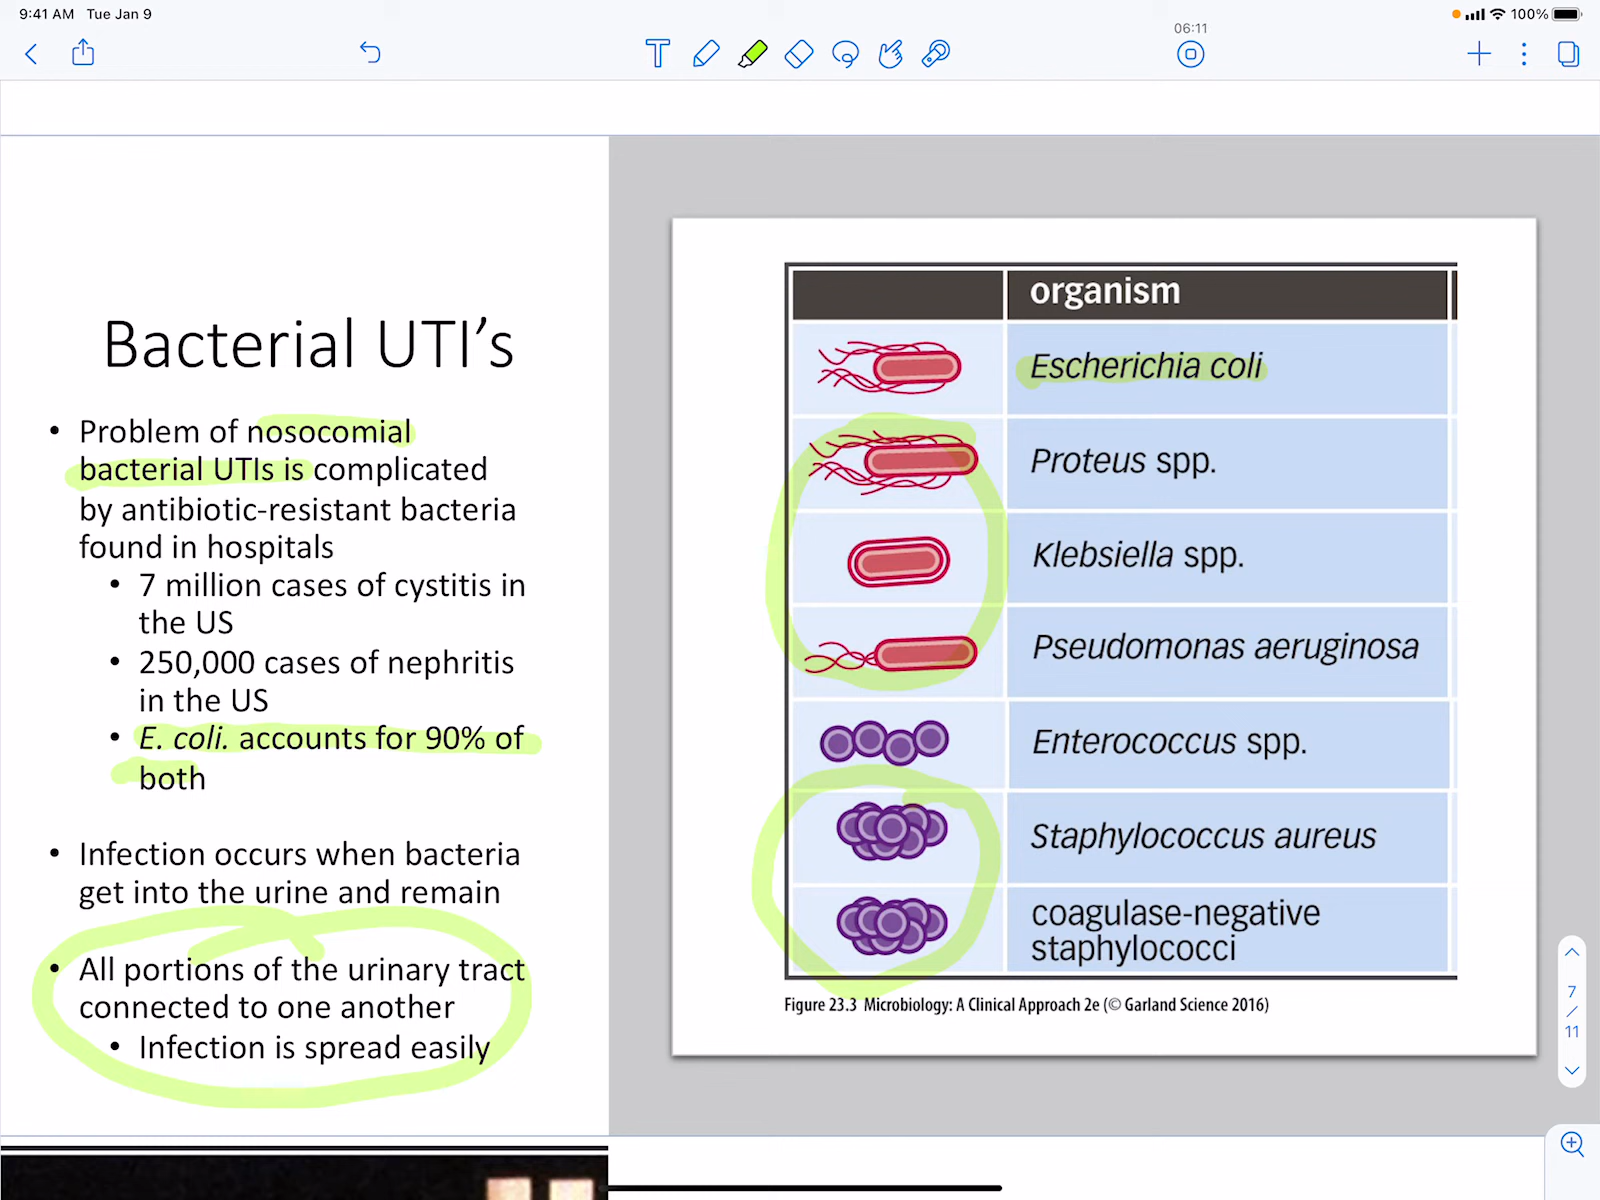 9:41 AM Tue Jan 9
100%
06:11
Bacterial UTI’s
• Problem of nosocomial
bacterial UTIs is complicated
by antibiotic-resistant bacteria
found in hospitals
• 7 million cases of cystitis in
the US
• 250,000 cases of nephritis
in the US
• E. coli. accounts for 90% of
both
• Infection occurs when bacteria
get into the urine and remain
• All portions of the urinary tract
connected to one another
• Infection is spread easily
organism
Escherichia coli
Proteus spp.
Klebsiella spp.
Pseudomonas aeruginosa
Enterococcus spp.
Staphylococcus aureus
coagulase-negative
staphylococci
Figure 23.3 Microbiology: A Clinical Approach 2e (© Garland Science 2016)
7
/
11